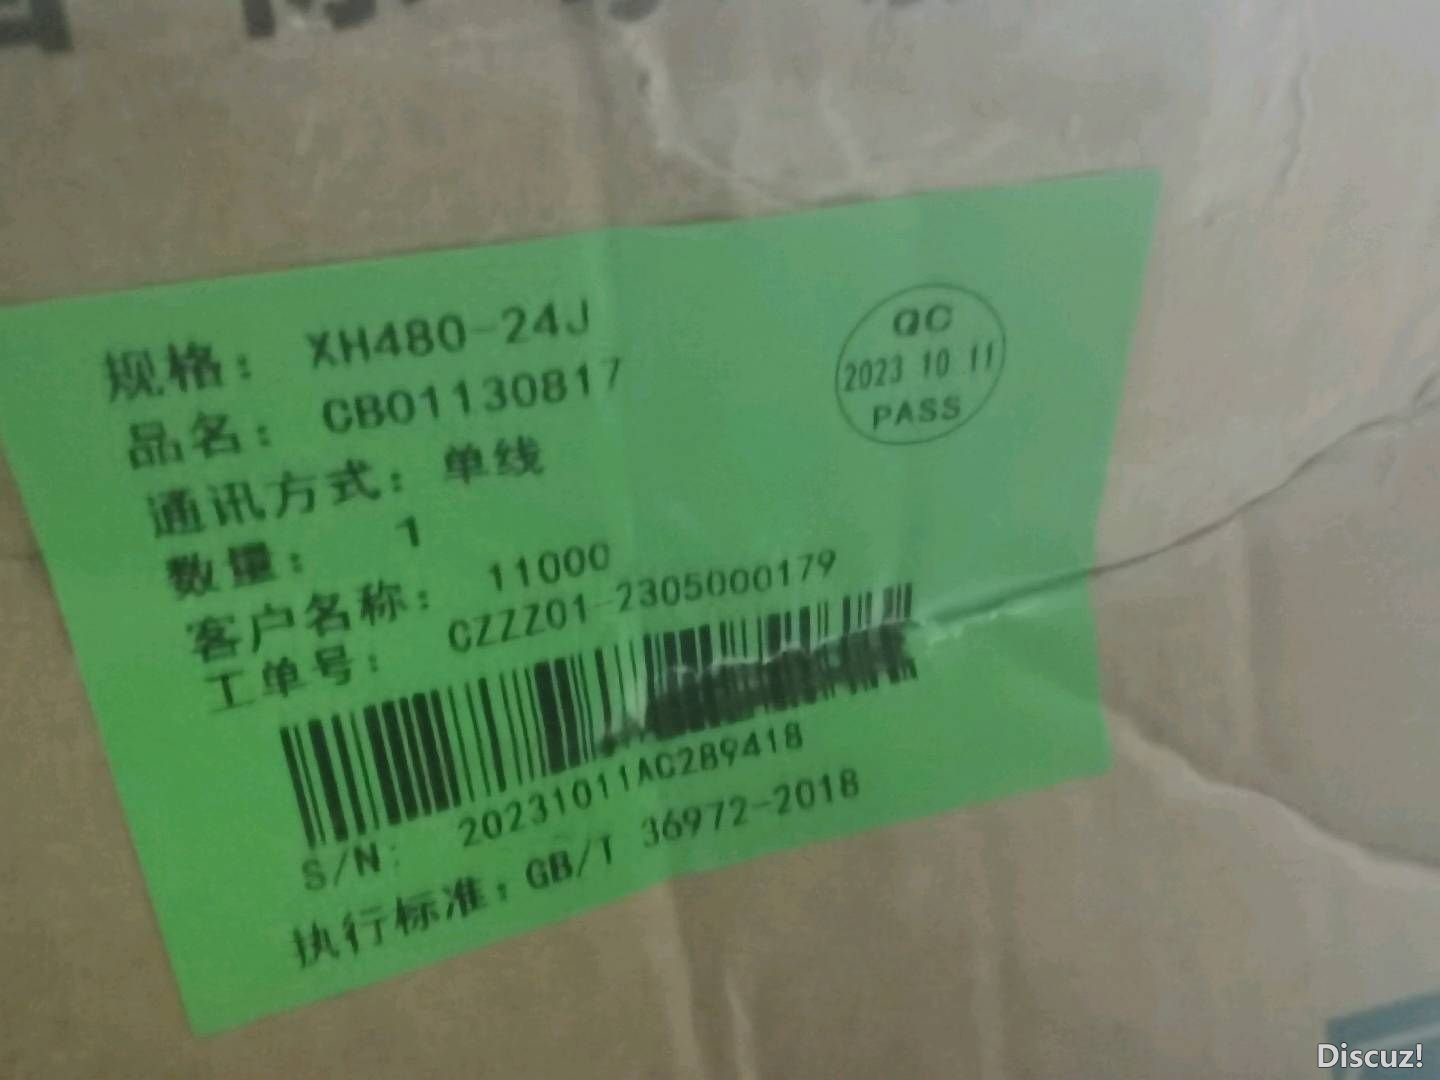 规格： XH480-24J
品名： CB01130817
通讯方式： 单线
数量： 1
客户名称： 11000
工单号： CZZZ01-2305000179
S/N: 20231011AC289418
执行标准：GB/T 36972-2018
QC
2023 10 11
PASS
Discuz!